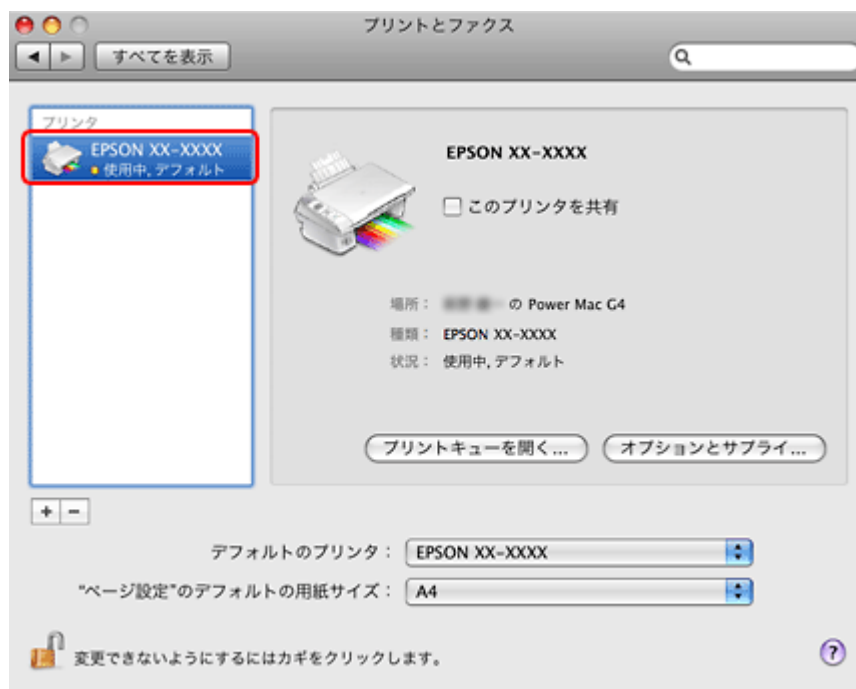 プリントとファクス
すべてを表示
プリンタ
EPSON XX-XXXX
使用中, デフォルト
EPSON XX-XXXX
このプリンタを共有
場所： の Power Mac G4
種類： EPSON XX-XXXX
状況： 使用中, デフォルト
プリントキューを開く...
オプションとサプライ...
+ -
デフォルトのプリンタ： EPSON XX-XXXX
“ページ設定”のデフォルトの用紙サイズ： A4
変更できないようにするにはカギをクリックします。
?